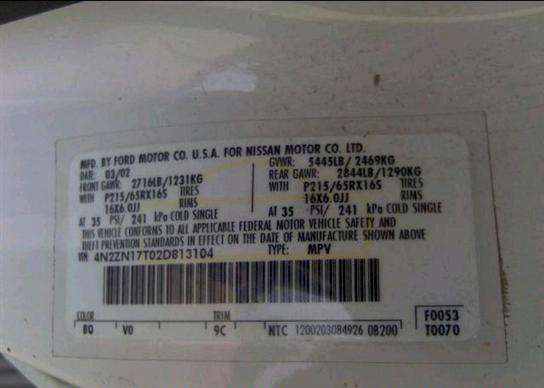 MFD. BY FORD MOTOR CO. U.S.A. FOR NISSAN MOTOR CO. LTD.
DATE: 03/02 GVWR: 5445LB/ 2469KG
FRONT GAWR: 2716LB/1231KG REAR GAWR: 2844LB/1290KG
WITH P215/65RX16S TIRES WITH P215/65RX16S TIRES
16X6.0JJ RIMS 16X6.0JJ RIMS
AT 35 PSI/ 241 kPa COLD SINGLE AT 35 PSI/ 241 kPa COLD SINGLE
THIS VEHICLE CONFORMS TO ALL APPLICABLE FEDERAL MOTOR VEHICLE SAFETY AND
THEFT PREVENTION STANDARDS IN EFFECT ON THE DATE OF MANUFACTURE SHOWN ABOVE.
VIN: 4N2ZN17T02D813104 TYPE: MPV
COLOR TRIM F0053
BQ V0 9C NTC 1200203084926 08200 T0070